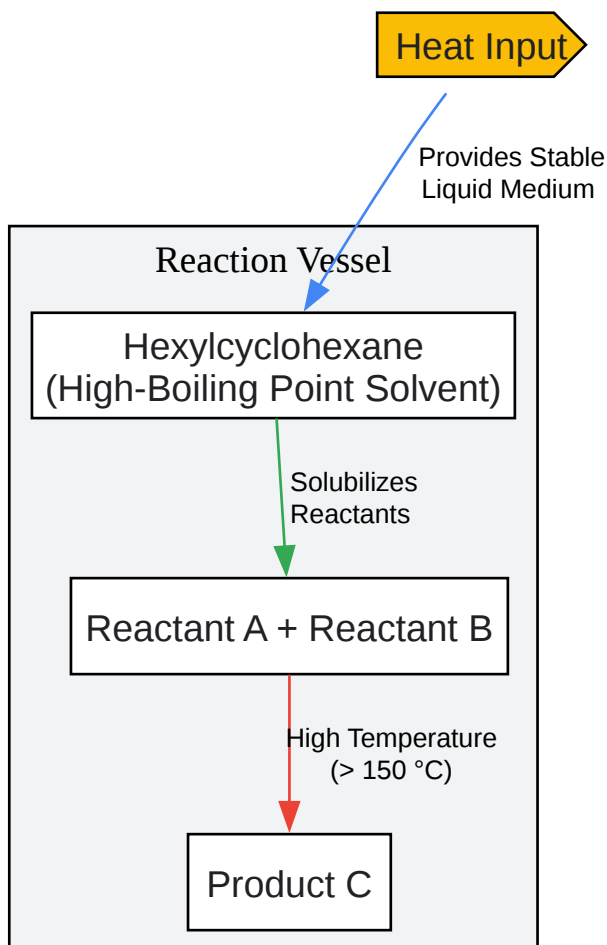 Heat Input
Provides Stable
Liquid Medium
Reaction Vessel
Hexylcyclohexane
(High-Boiling Point Solvent)
Solubilizes
Reactants
Reactant A + Reactant B
High Temperature
(> 150 °C)
Product C